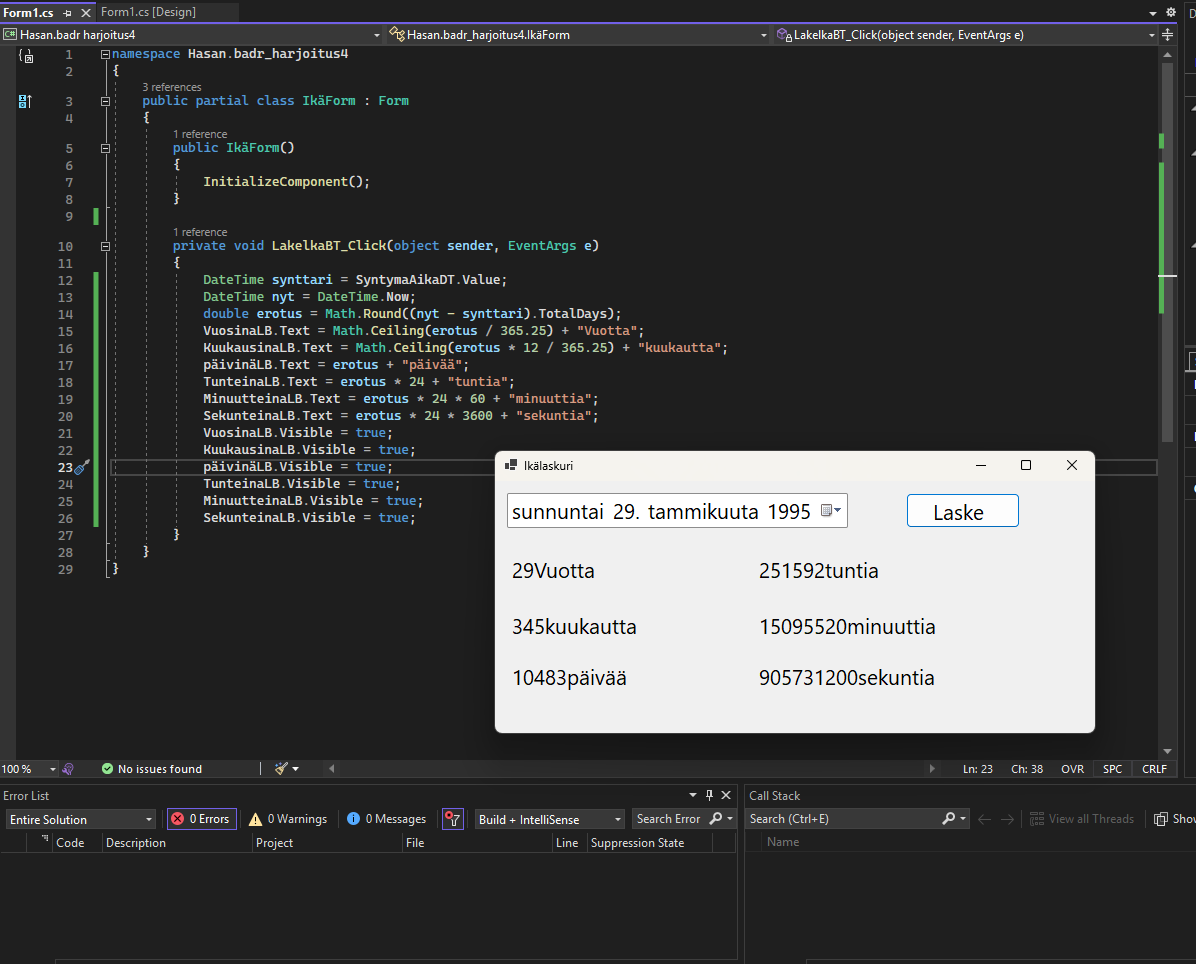 Form1.cs
Form1.cs [Design]
C# Hasan.badr harjoitus4
Hasan.badr_harjoitus4.IkäForm
LakelkaBT_Click(object sender, EventArgs e)
1 namespace Hasan.badr_harjoitus4
2 {
3 references
3 public partial class IkäForm : Form
4 {
1 reference
5 public IkäForm()
6 {
7 InitializeComponent();
8 }
9
1 reference
10 private void LakelkaBT_Click(object sender, EventArgs e)
11 {
12 DateTime synttari = SyntymaAikaDT.Value;
13 DateTime nyt = DateTime.Now;
14 double erotus = Math.Round((nyt - synttari).TotalDays);
15 VuosinaLB.Text = Math.Ceiling(erotus / 365.25) + "Vuotta";
16 KuukausinaLB.Text = Math.Ceiling(erotus * 12 / 365.25) + "kuukautta";
17 päivinäLB.Text = erotus + "päivää";
18 TunteinaLB.Text = erotus * 24 + "tuntia";
19 MinuutteinaLB.Text = erotus * 24 * 60 + "minuuttia";
20 SekunteinaLB.Text = erotus * 24 * 3600 + "sekuntia";
21 VuosinaLB.Visible = true;
22 KuukausinaLB.Visible = true;
23 päivinäLB.Visible = true;
24 TunteinaLB.Visible = true;
25 MinuutteinaLB.Visible = true;
26 SekunteinaLB.Visible = true;
27 }
28 }
29 }
Ikälaskuri
sunnuntai 29. tammikuuta 1995
Laske
29Vuotta
251592tuntia
345kuukautta
15095520minuuttia
10483päivää
905731200sekuntia
100 %
No issues found
Ln: 23 Ch: 38 OVR SPC CRLF
Error List
Entire Solution
0 Errors
0 Warnings
0 Messages
Build + IntelliSense
Search Error
Code Description Project File Line Suppression State
Call Stack
Search (Ctrl+E)
View all Threads
Name